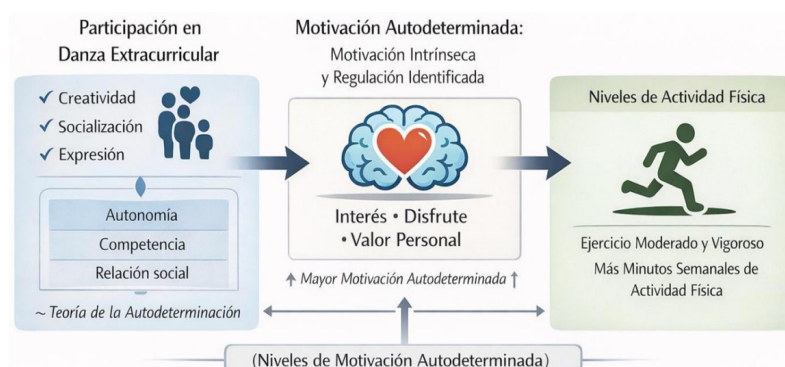 Participación en
Danza Extracurricular
✓ Creatividad
✓ Socialización
✓ Expresión
Autonomía
Competencia
Relación social
~ Teoría de la Autodeterminación
Motivación Autodeterminada:
Motivación Intrínseca
y Regulación Identificada
Interés • Disfrute
• Valor Personal
↑ Mayor Motivación Autodeterminada ↑
Niveles de Actividad Física
Ejercicio Moderado y Vigoroso
Más Minutos Semanales de
Actividad Física
(Niveles de Motivación Autodeterminada)